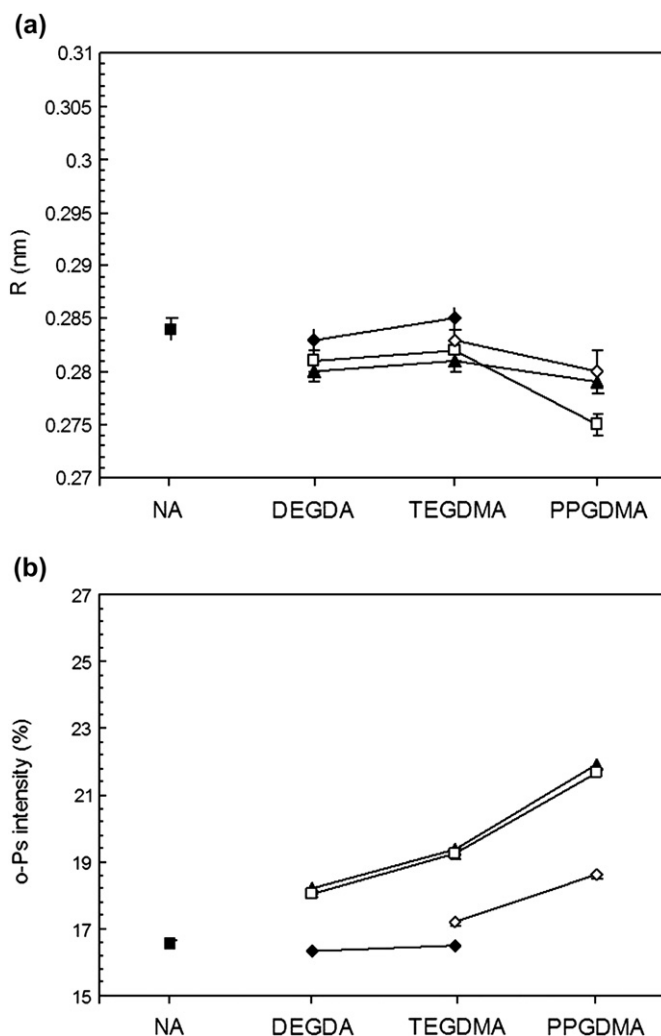 (a)
0.31
0.305
0.3
0.295
0.29
0.285
0.28
0.275
0.27
R (nm)
NA DEGDA TEGDMA PPGDMA
(b)
27
25
23
21
19
17
15
o-Ps intensity (%)
NA DEGDA TEGDMA PPGDMA